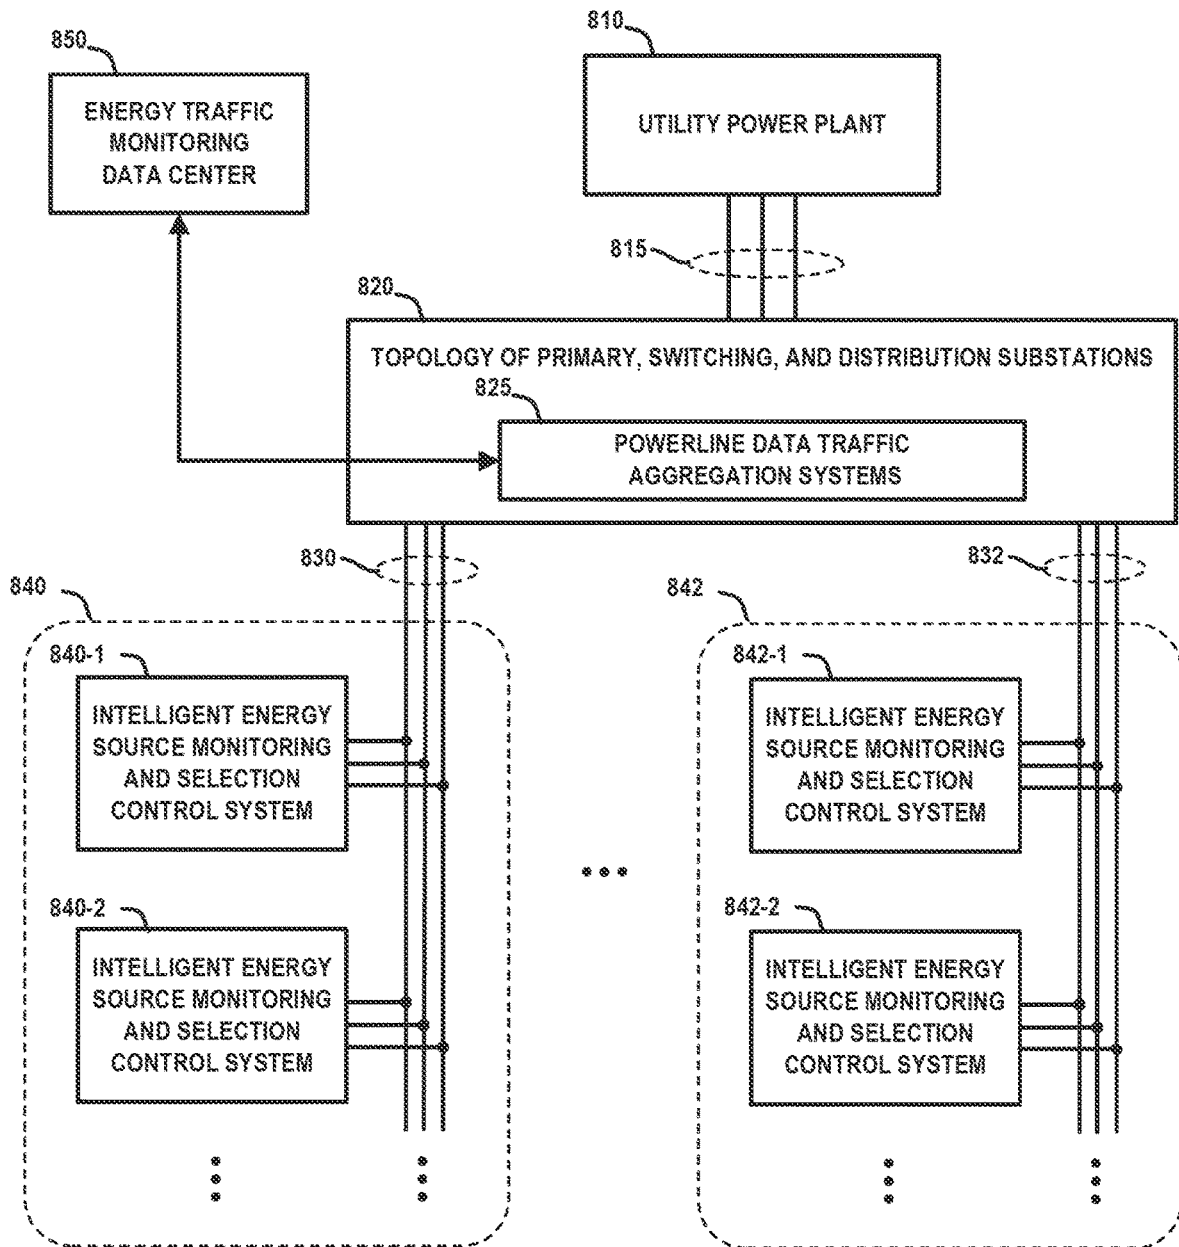 850
ENERGY TRAFFIC
MONITORING
DATA CENTER
810
UTILITY POWER PLANT
815
820
TOPOLOGY OF PRIMARY, SWITCHING, AND DISTRIBUTION SUBSTATIONS
825
POWERLINE DATA TRAFFIC
AGGREGATION SYSTEMS
830
832
840
840-1
INTELLIGENT ENERGY
SOURCE MONITORING
AND SELECTION
CONTROL SYSTEM
840-2
INTELLIGENT ENERGY
SOURCE MONITORING
AND SELECTION
CONTROL SYSTEM
842
842-1
INTELLIGENT ENERGY
SOURCE MONITORING
AND SELECTION
CONTROL SYSTEM
842-2
INTELLIGENT ENERGY
SOURCE MONITORING
AND SELECTION
CONTROL SYSTEM